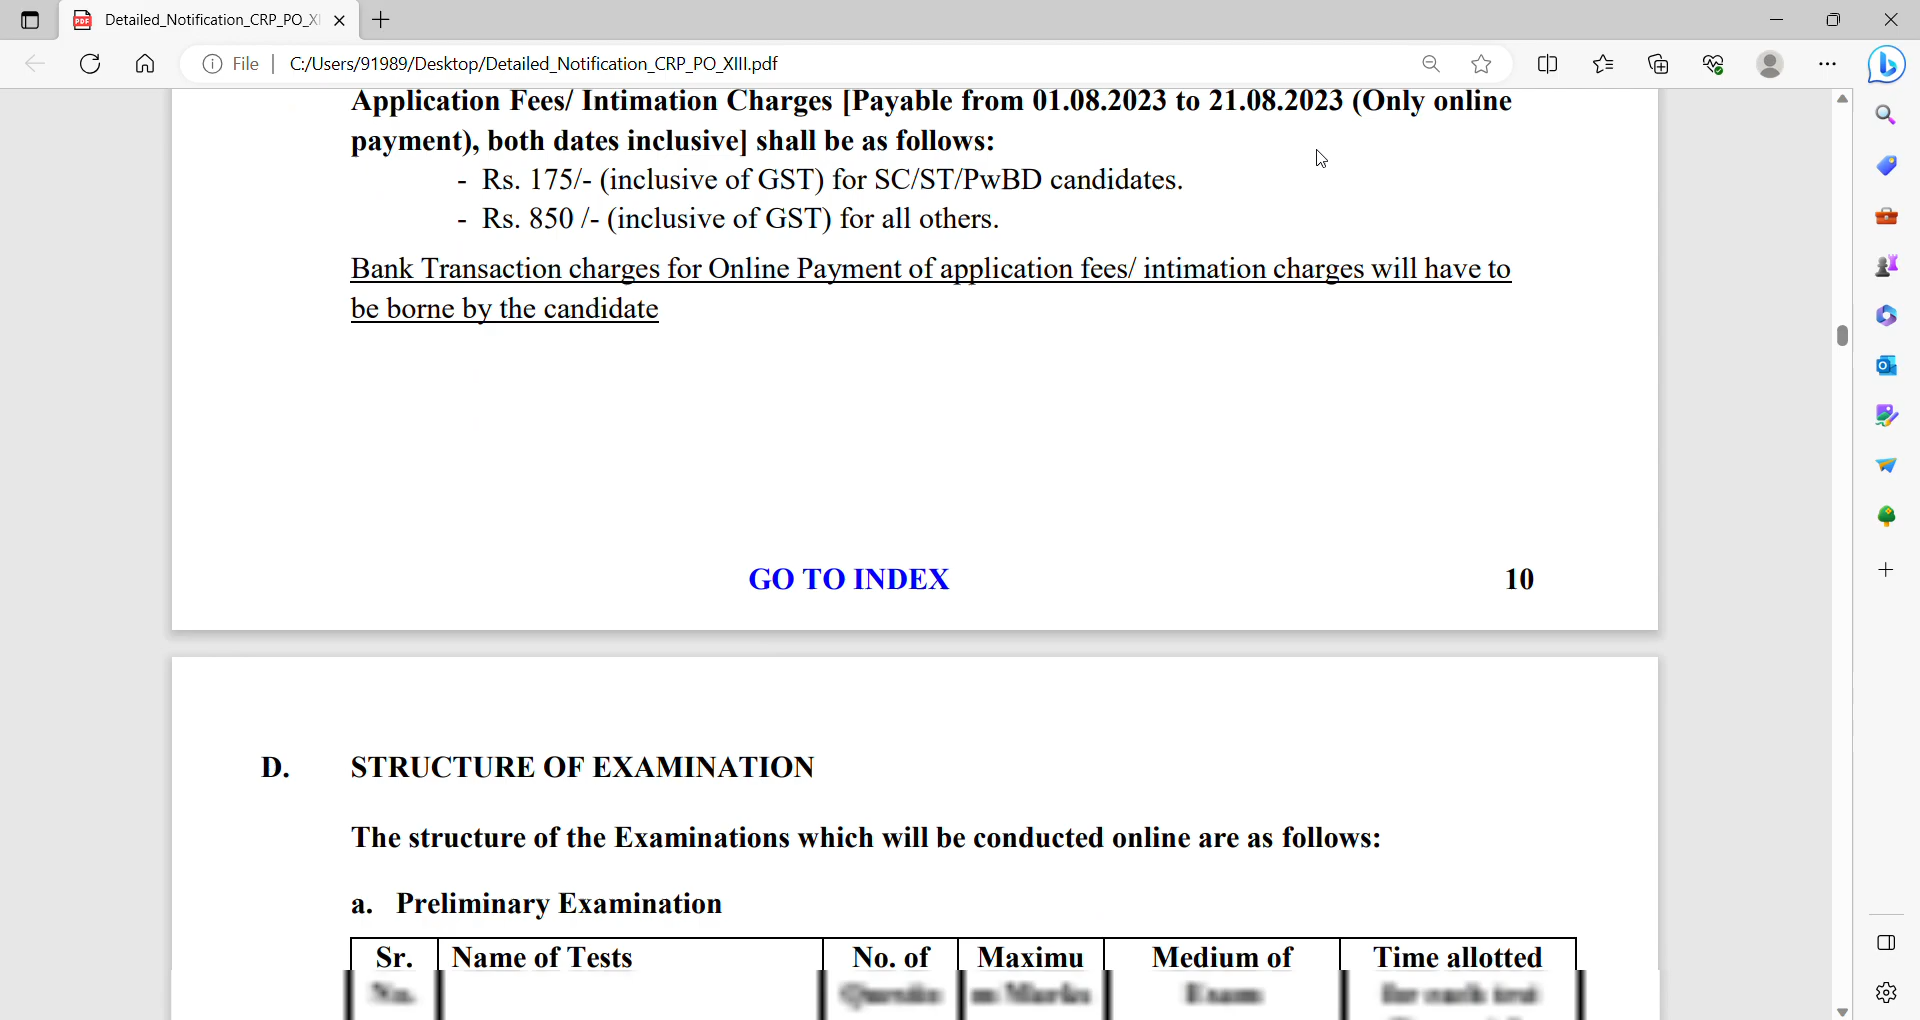 Detailed_Notification_CRP_PO_XI
File
C:/Users/91989/Desktop/Detailed_Notification_CRP_PO_XIII.pdf
Application Fees/ Intimation Charges [Payable from 01.08.2023 to 21.08.2023 (Only online
payment), both dates inclusive] shall be as follows:
- Rs. 175/- (inclusive of GST) for SC/ST/PwBD candidates.
- Rs. 850 /- (inclusive of GST) for all others.
Bank Transaction charges for Online Payment of application fees/ intimation charges will have to
be borne by the candidate
GO TO INDEX 10
D. STRUCTURE OF EXAMINATION
The structure of the Examinations which will be conducted online are as follows:
a. Preliminary Examination
Sr. Name of Tests No. of Maximu Medium of Time allotted